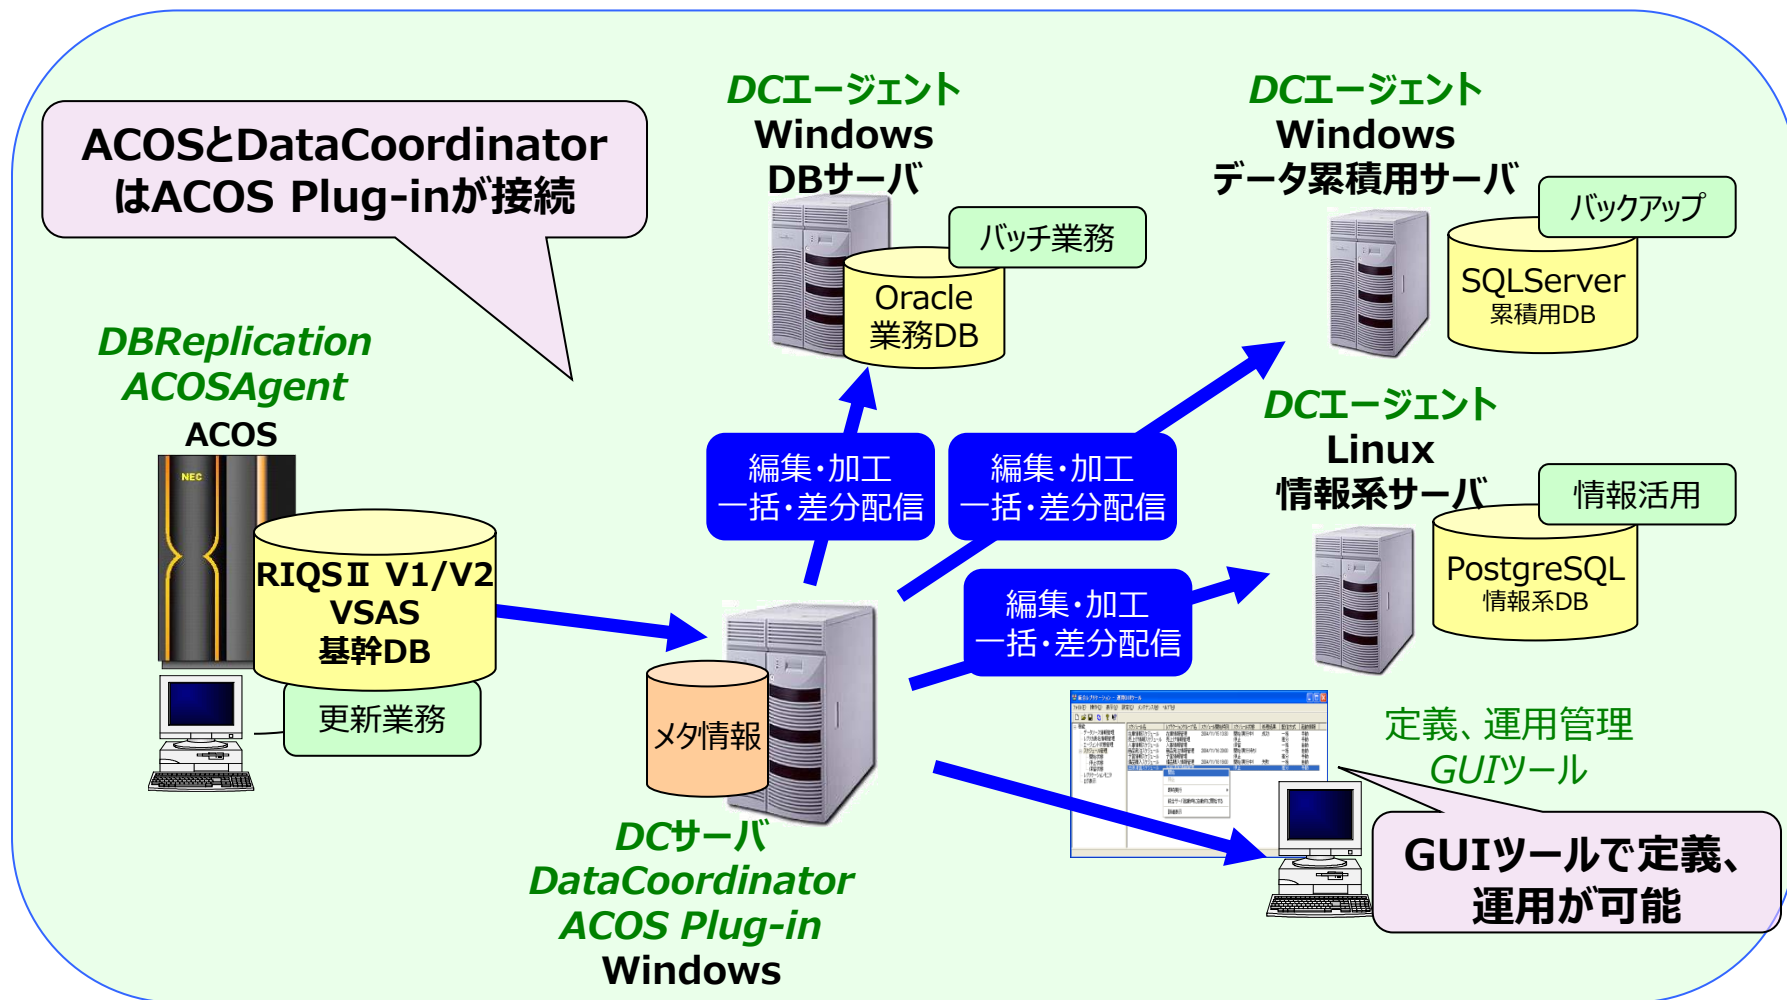 ACOSとDataCoordinator
はACOS Plug-inが接続
DCエージェント
Windows
DBサーバ
バッチ業務
Oracle
業務DB
DCエージェント
Windows
データ累積用サーバ
バックアップ
SQLServer
累積用DB
DBReplication
ACOSAgent
ACOS
NEC
RIQSⅡ V1/V2
VSAS
基幹DB
更新業務
編集・加工
一括・差分配信
編集・加工
一括・差分配信
編集・加工
一括・差分配信
DCエージェント
Linux
情報系サーバ
情報活用
PostgreSQL
情報系DB
メタ情報
DCサーバ
DataCoordinator
ACOS Plug-in
Windows
定義、運用管理
GUIツール
GUIツールで定義、
運用が可能